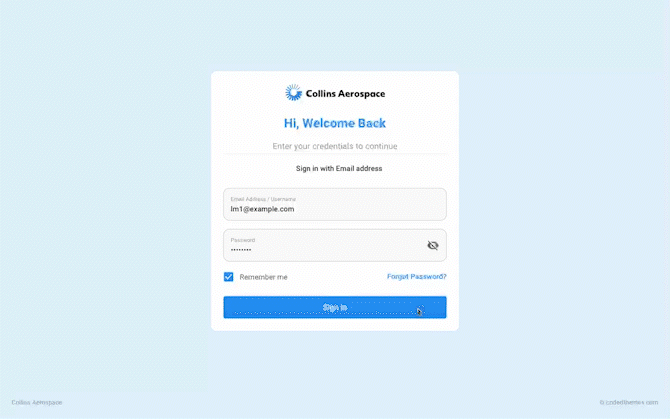 Collins Aerospace
Hi, Welcome Back
Enter your credentials to continue
Sign in with Email address
Email Address / Username
lm1@example.com
Password
••••••••
Remember me
Forgot Password?
Sign In
Collins Aerospace
© codedthemes.com